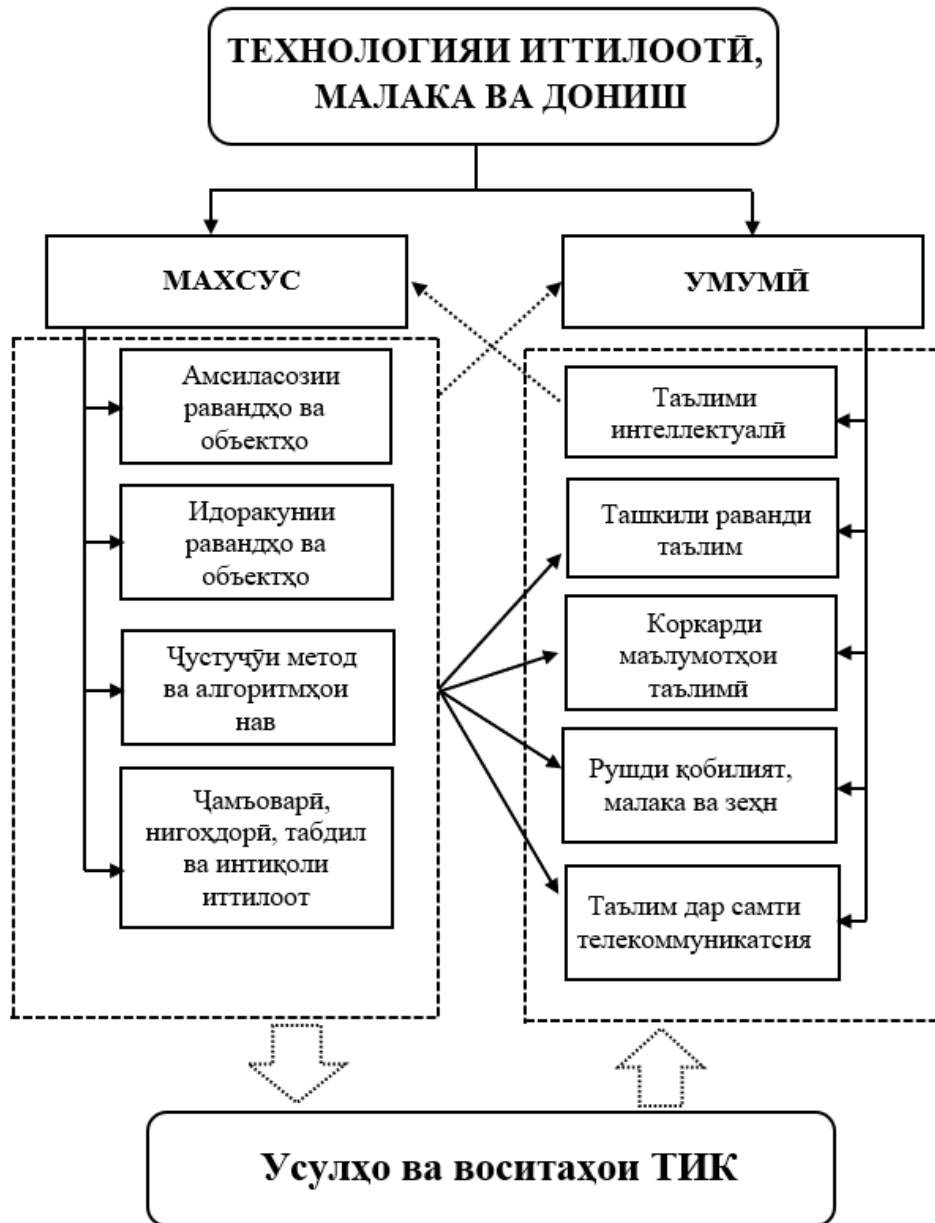 ТЕХНОЛОГИЯИ ИТТИЛООТӢ,
МАЛАКА ВА ДОНИШ
МАХСУС
УМУМӢ
Амсиласозии
равандҳо ва
объектҳо
Идоракунии
равандҳо ва
объектҳо
Ҷустуҷӯи метод
ва алгоритмҳои
нав
Ҷамъоварӣ,
нигоҳдорӣ, табдил
ва интиқоли
иттилоот
Таълими
интеллектуалӣ
Ташкили раванди
таълим
Коркарди
маълумотҳои
таълимӣ
Рушди қобилият,
малака ва зеҳн
Таълим дар самти
телекоммуникатсия
Усулҳо ва воситаҳои ТИК